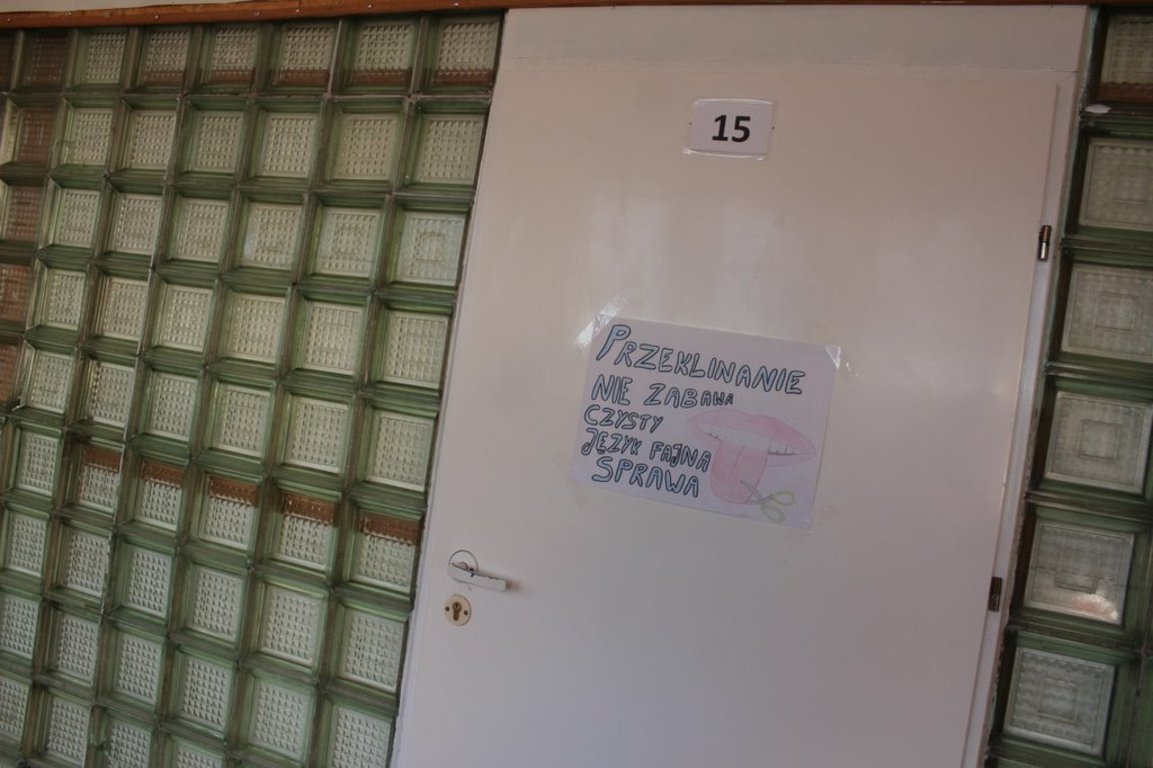 15
PRZEKLINANIE
NIE ZABAWA
CZYSTY
JĘZYK FAJNA
SPRAWA